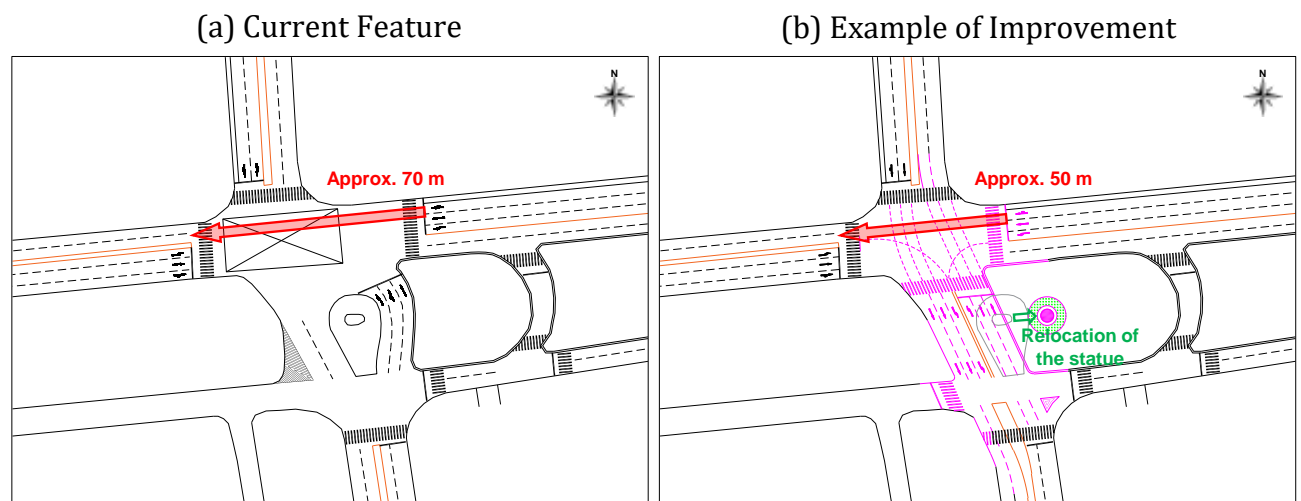 (a) Current Feature
(b) Example of Improvement
N
Approx. 70 m
N
Approx. 50 m
Relocation of
the statue